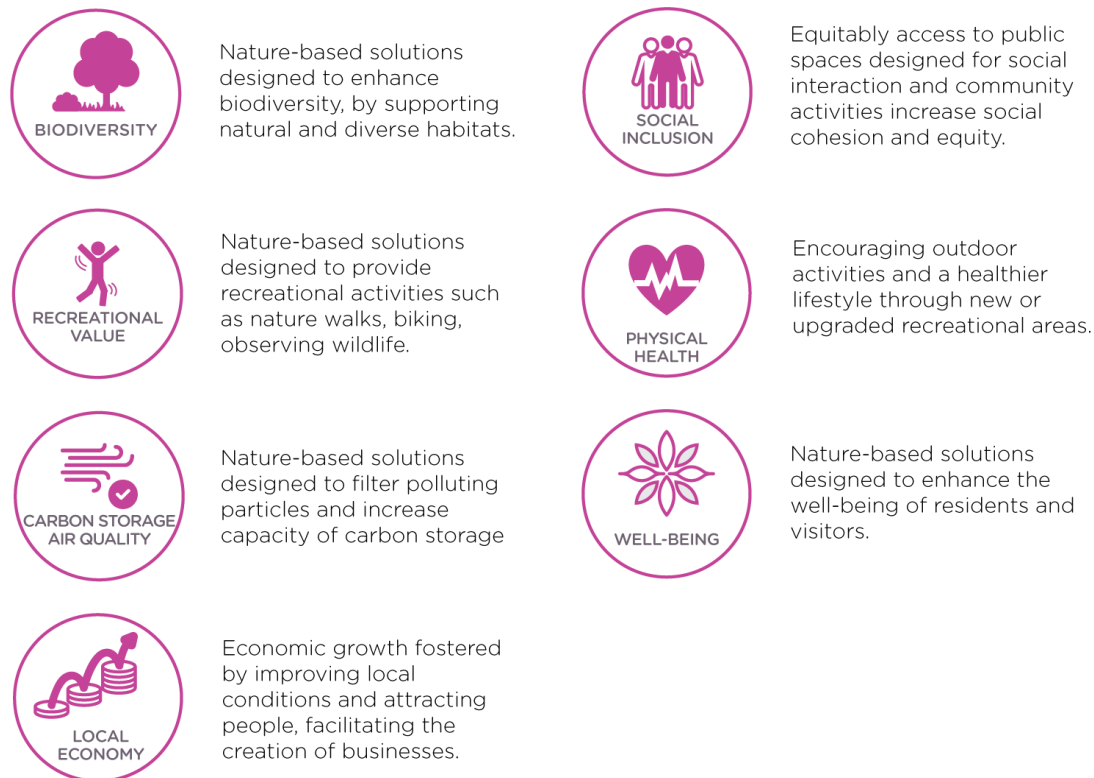 BIODIVERSITY
Nature-based solutions
designed to enhance
biodiversity, by supporting
natural and diverse habitats.
RECREATIONAL
VALUE
Nature-based solutions
designed to provide
recreational activities such
as nature walks, biking,
observing wildlife.
CARBON STORAGE
AIR QUALITY
Nature-based solutions
designed to filter polluting
particles and increase
capacity of carbon storage
LOCAL
ECONOMY
Economic growth fostered
by improving local
conditions and attracting
people, facilitating the
creation of businesses.
SOCIAL
INCLUSION
Equitably access to public
spaces designed for social
interaction and community
activities increase social
cohesion and equity.
PHYSICAL
HEALTH
Encouraging outdoor
activities and a healthier
lifestyle through new or
upgraded recreational areas.
WELL-BEING
Nature-based solutions
designed to enhance the
well-being of residents and
visitors.